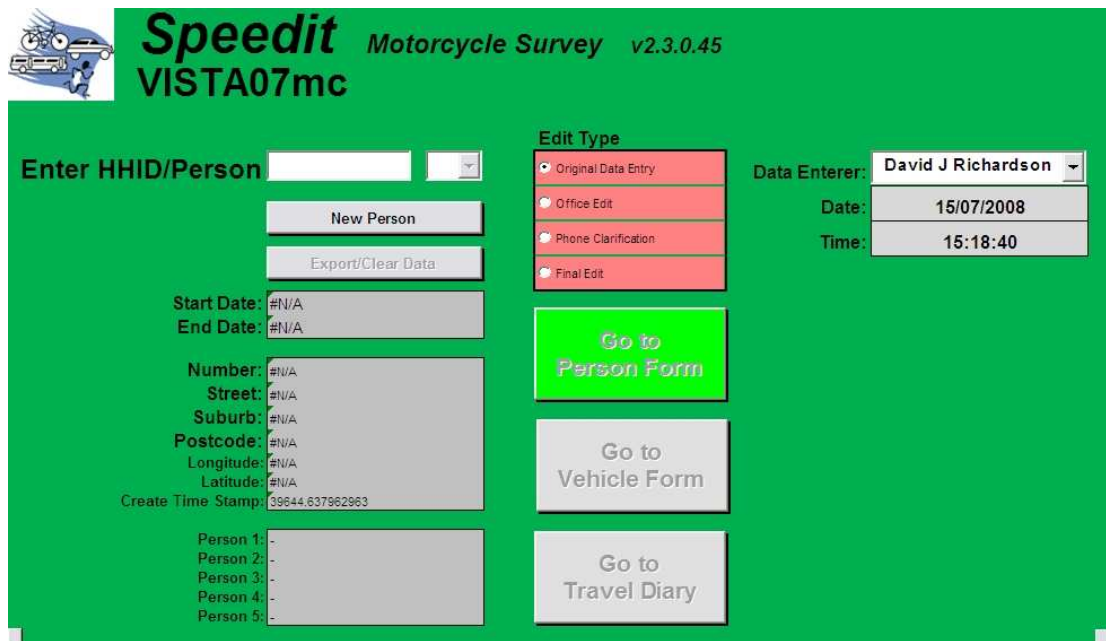 Speedit Motorcycle Survey v2.3.0.45
VISTA07mc
Enter HHID/Person
New Person
Export/Clear Data
Start Date: #N/A
End Date: #N/A
Number: #N/A
Street: #N/A
Suburb: #N/A
Postcode: #N/A
Longitude: #N/A
Latitude: #N/A
Create Time Stamp: 39644.637962963
Person 1: -
Person 2: -
Person 3: -
Person 4: -
Person 5: -
Edit Type
Original Data Entry
Office Edit
Phone Clarification
Final Edit
Go to
Person Form
Go to
Vehicle Form
Go to
Travel Diary
Data Enterer: David J Richardson
Date: 15/07/2008
Time: 15:18:40